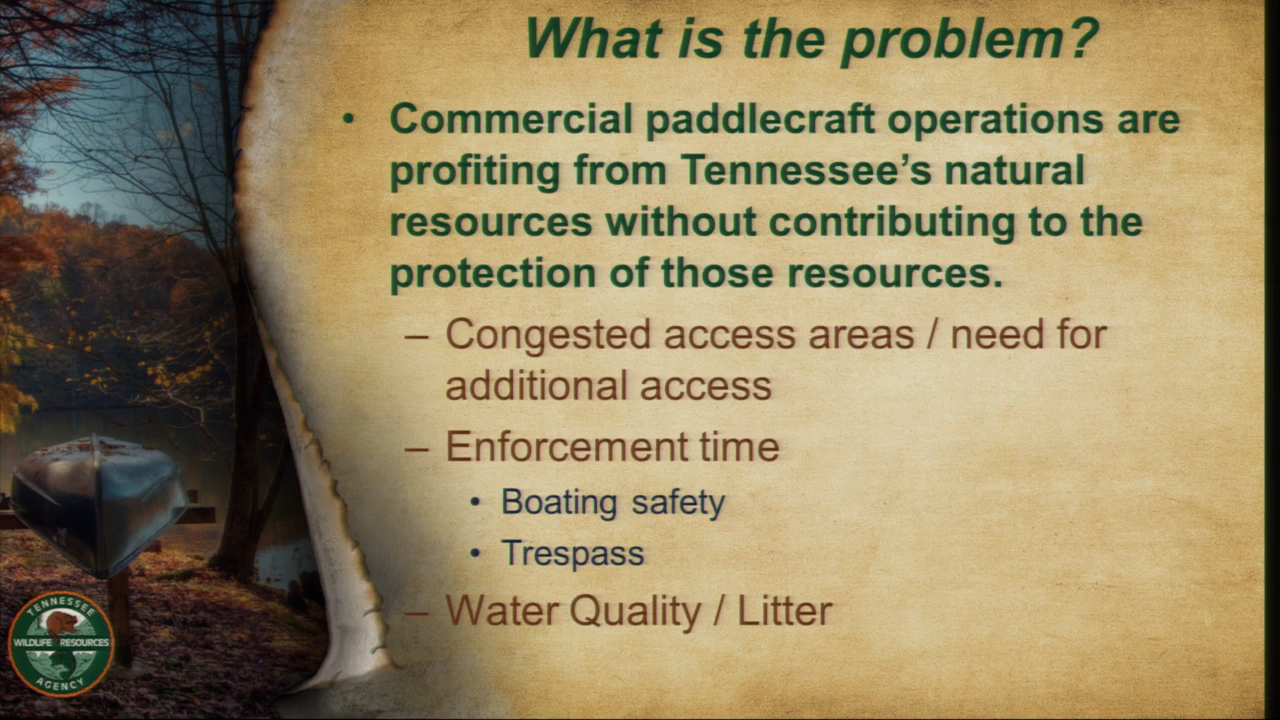 What is the problem?
• Commercial paddlecraft operations are
profiting from Tennessee’s natural
resources without contributing to the
protection of those resources.
– Congested access areas / need for
additional access
– Enforcement time
• Boating safety
• Trespass
– Water Quality / Litter
TENNESSEE
WILDLIFE RESOURCES
AGENCY